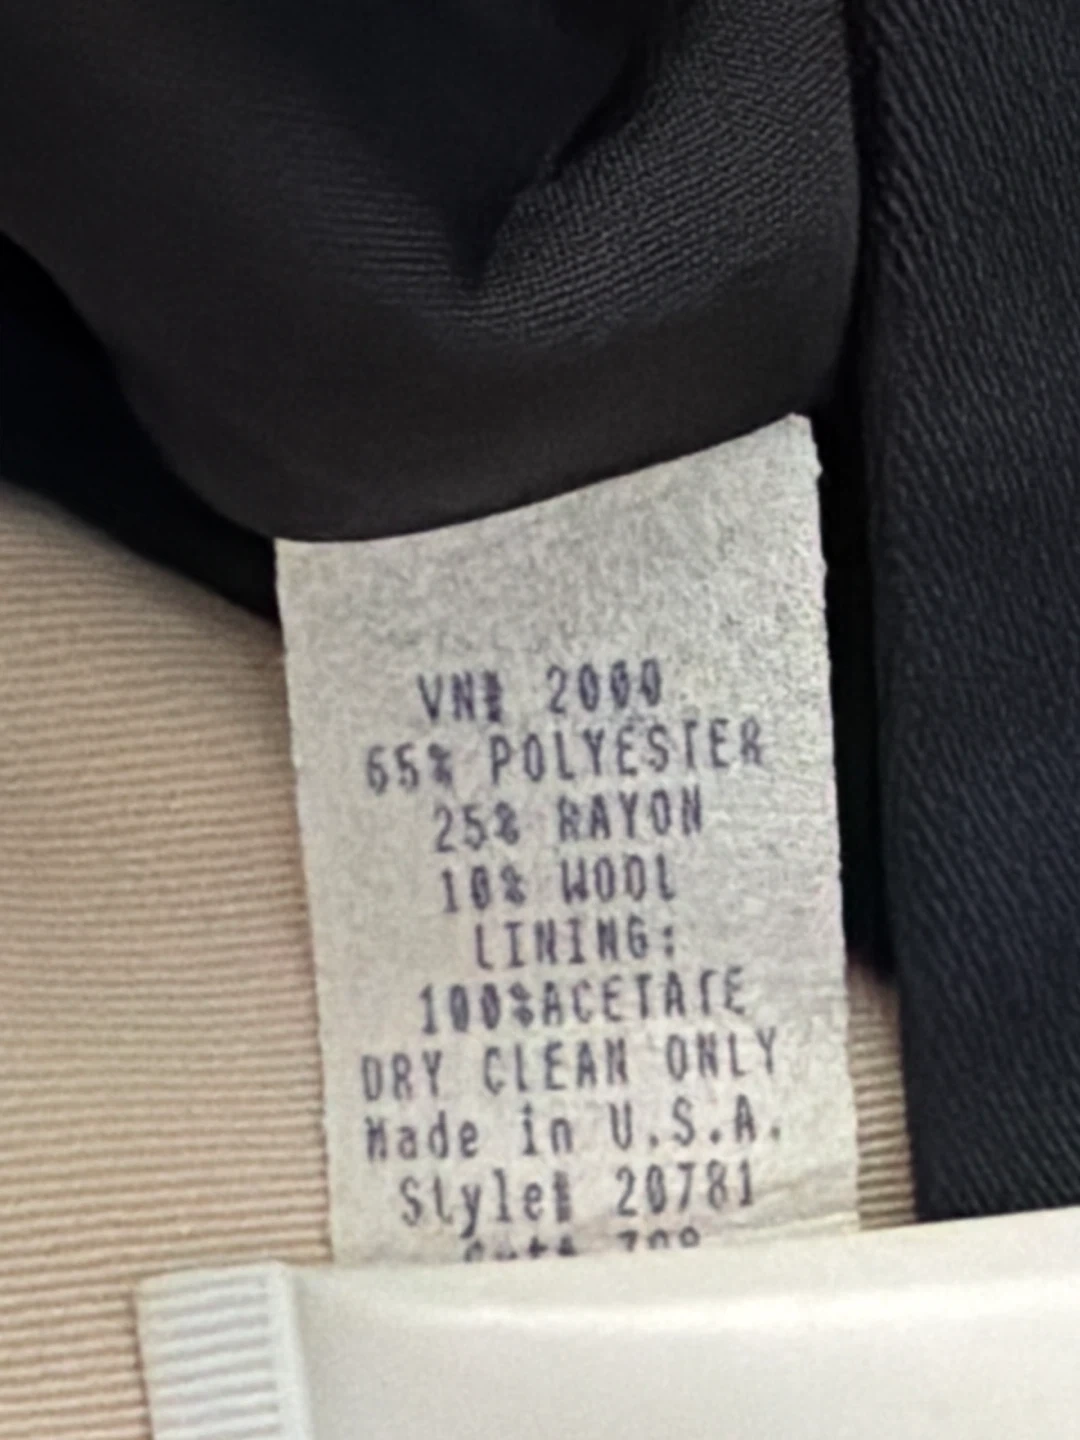 VN# 2000
65% POLYESTER
25% RAYON
10% WOOL
LINING:
100%ACETATE
DRY CLEAN ONLY
Made in U.S.A.
Style# 20781